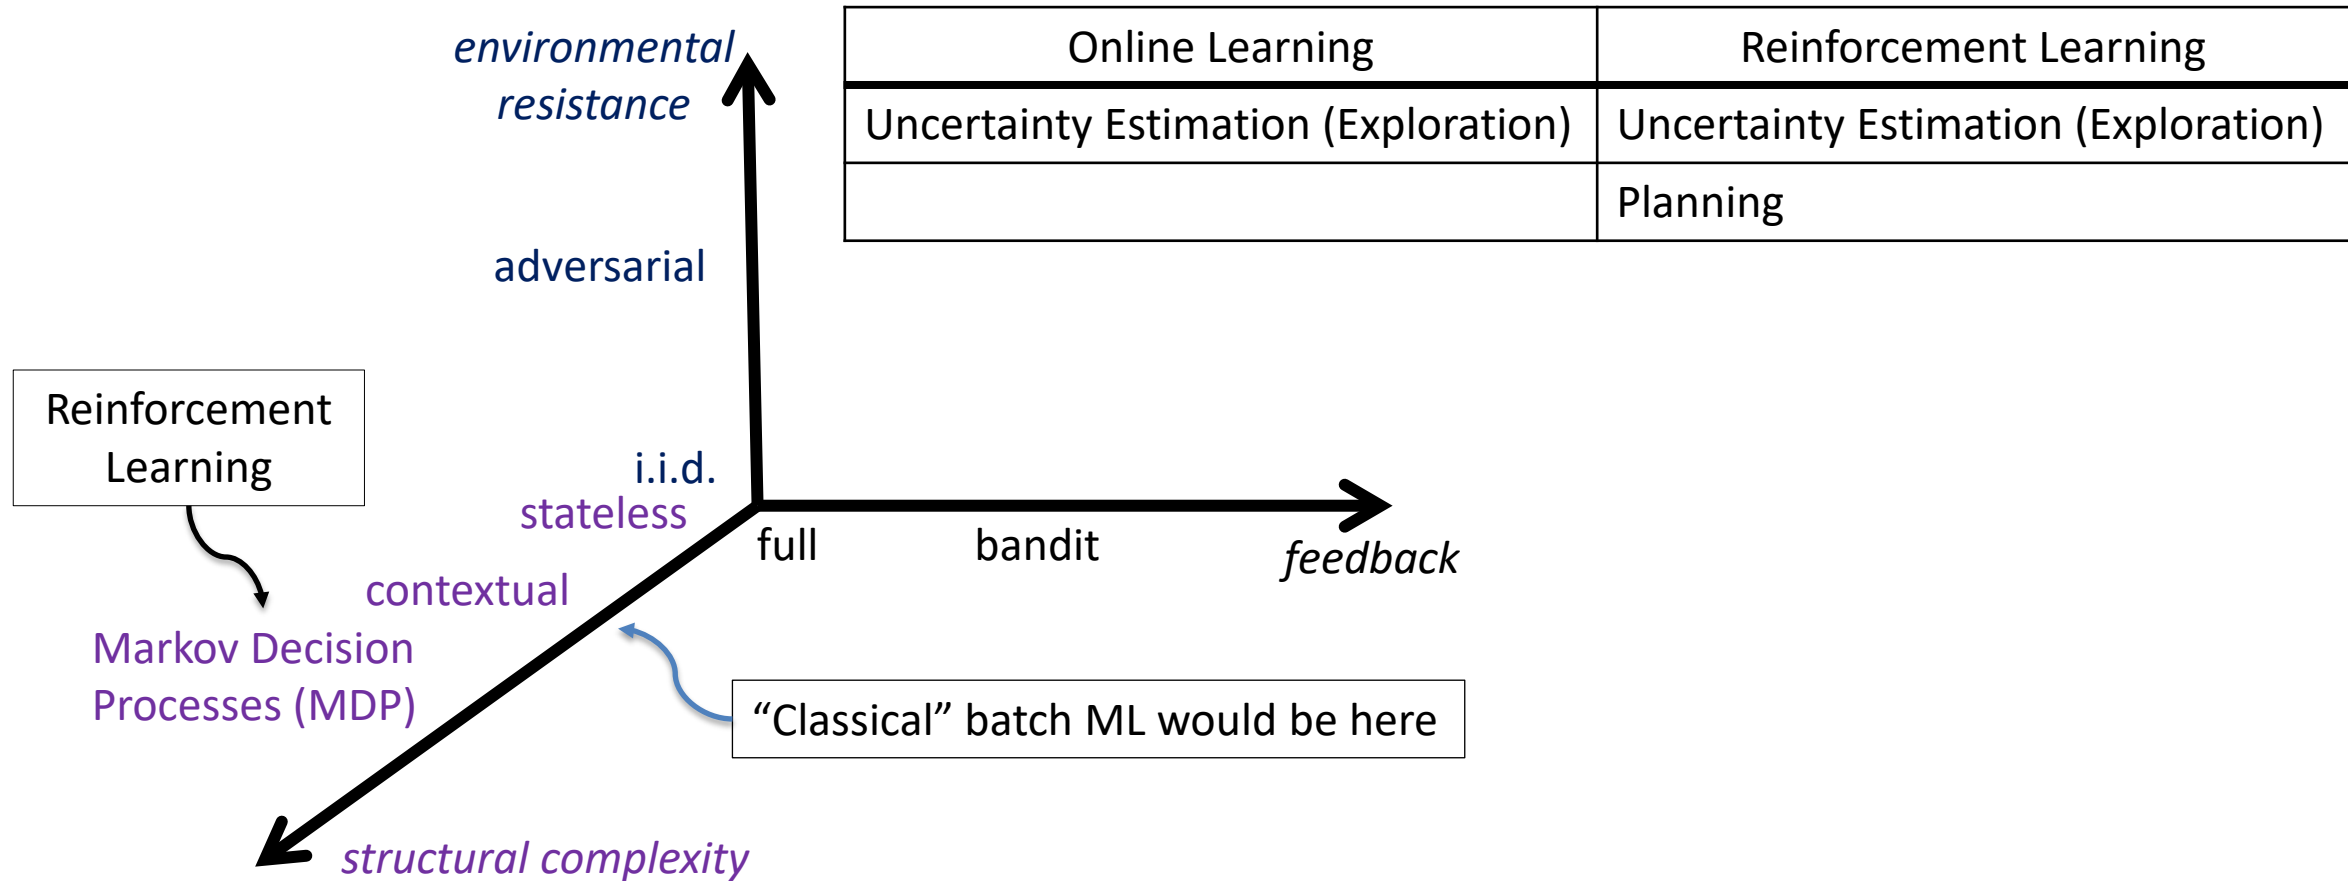 environmental
resistance
Online Learning
Reinforcement Learning
Uncertainty Estimation (Exploration)
Uncertainty Estimation (Exploration)
Planning
adversarial
Reinforcement
Learning
i.i.d.
stateless
full
bandit
feedback
contextual
Markov Decision
Processes (MDP)
“Classical” batch ML would be here
structural complexity